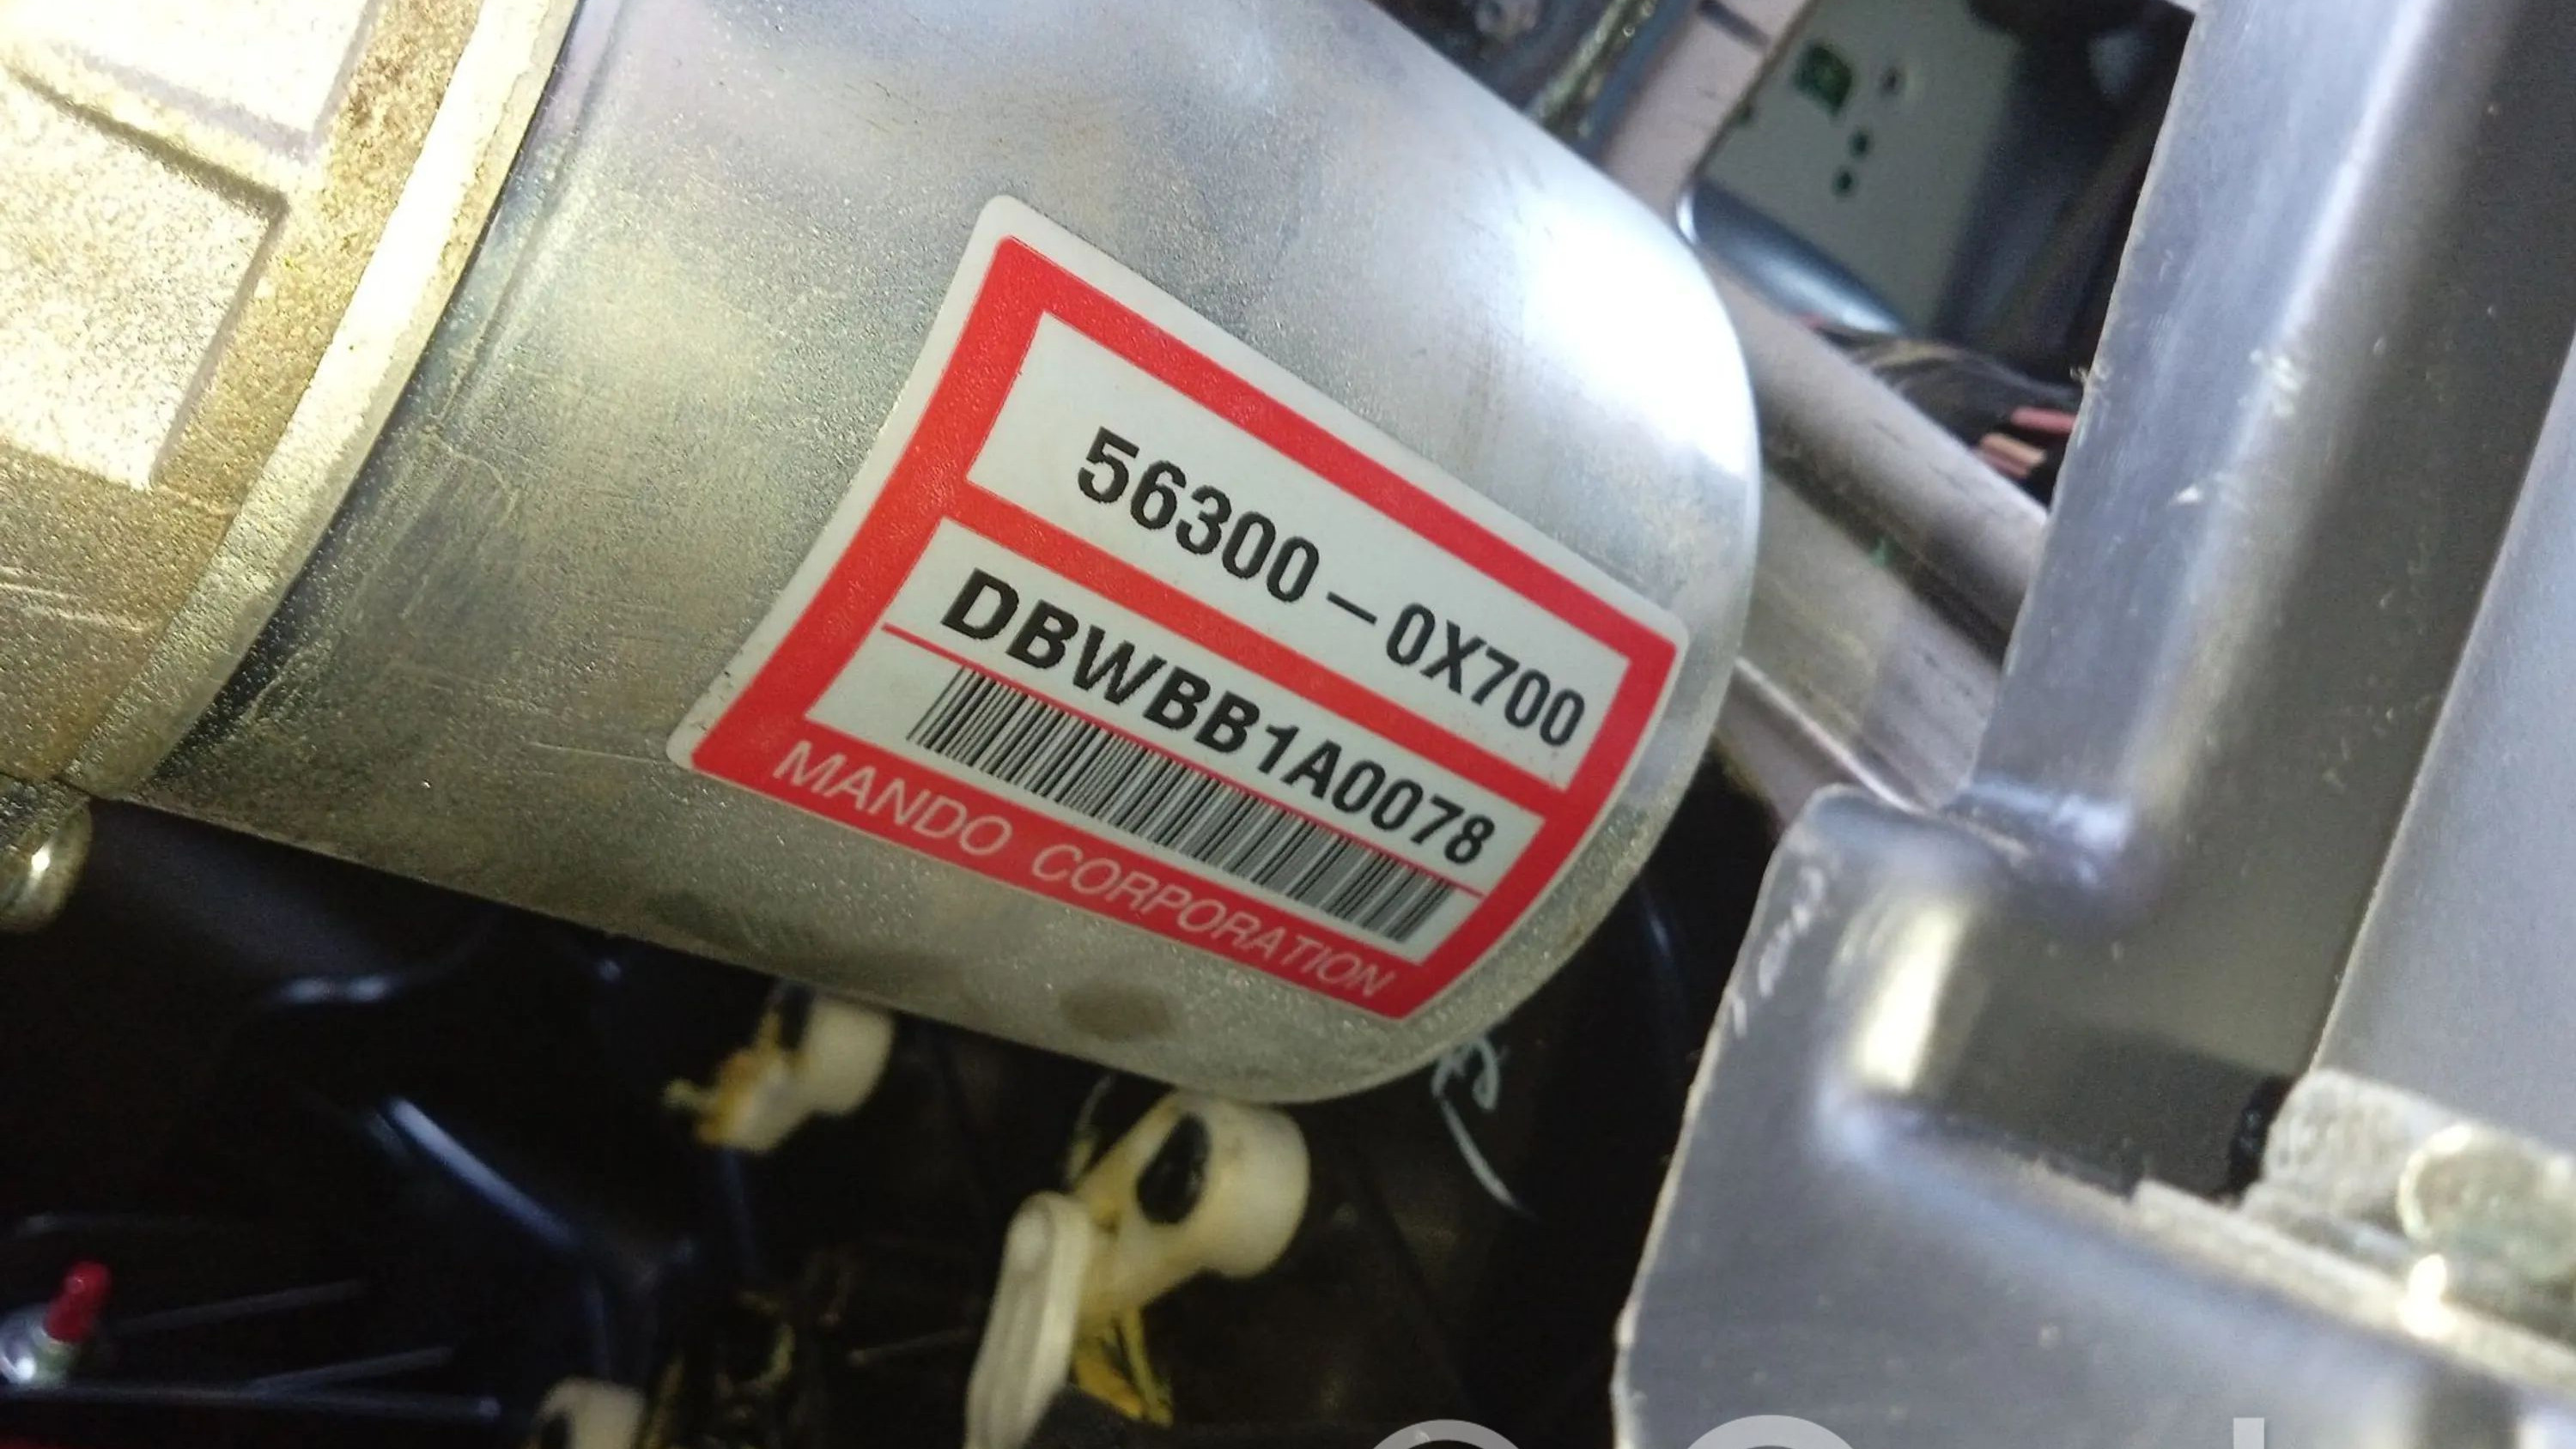 56300-0X700
DBWBB1A0078
MANDO CORPORATION